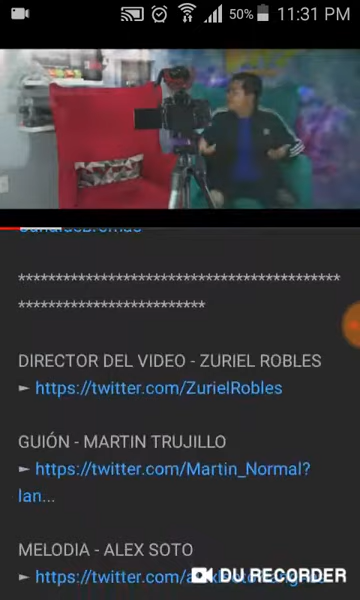 50% 11:31 PM
*******************************************
*************************
DIRECTOR DEL VIDEO - ZURIEL ROBLES
► https://twitter.com/ZurielRobles
GUIÓN - MARTIN TRUJILLO
► https://twitter.com/Martin_Normal?
lan...
MELODIA - ALEX SOTO
► https://twitter.com/
DU RECORDER